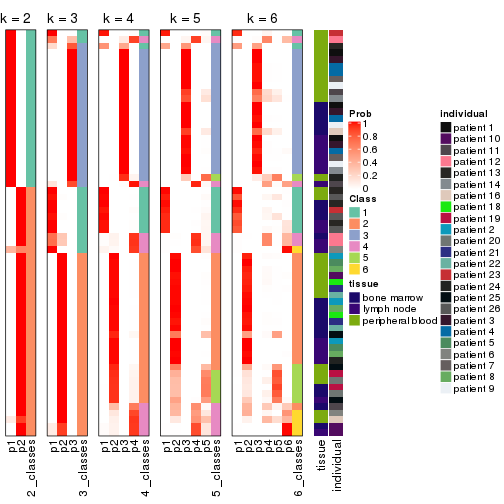 k = 2
k = 3
k = 4
k = 5
k = 6
p1
p2
2_classes
p1
p2
p3
3_classes
p1
p2
p3
p4
4_classes
p1
p2
p3
p4
p5
5_classes
p1
p2
p3
p4
p5
p6
6_classes
tissue
individual
Prob
1
0.8
0.6
0.4
0.2
0
Class
1
2
3
4
5
6
tissue
bone marrow
lymph node
peripheral blood
individual
patient 1
patient 10
patient 11
patient 12
patient 13
patient 14
patient 16
patient 18
patient 19
patient 2
patient 20
patient 21
patient 22
patient 23
patient 24
patient 25
patient 26
patient 3
patient 4
patient 5
patient 6
patient 7
patient 8
patient 9